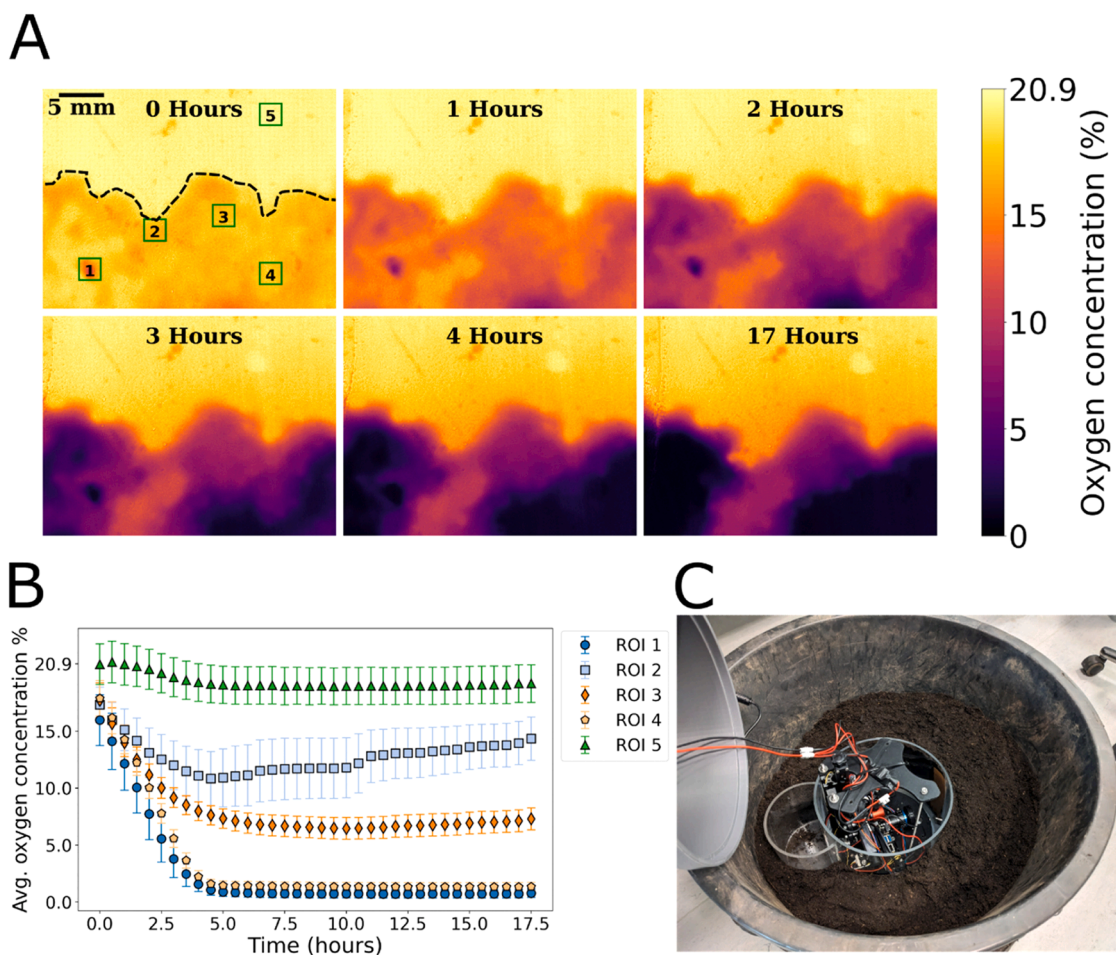 A
5 mm
0 Hours
1 Hours
2 Hours
5
3
2
1
4
3 Hours
4 Hours
17 Hours
20.9
15
10
5
0
Oxygen concentration (%)
B
Avg. oxygen concentration %
20.9
15.0
10.0
5.0
0.0
0.0
2.5
5.0
7.5
10.0
12.5
15.0
17.5
Time (hours)
ROI 1
ROI 2
ROI 3
ROI 4
ROI 5
C